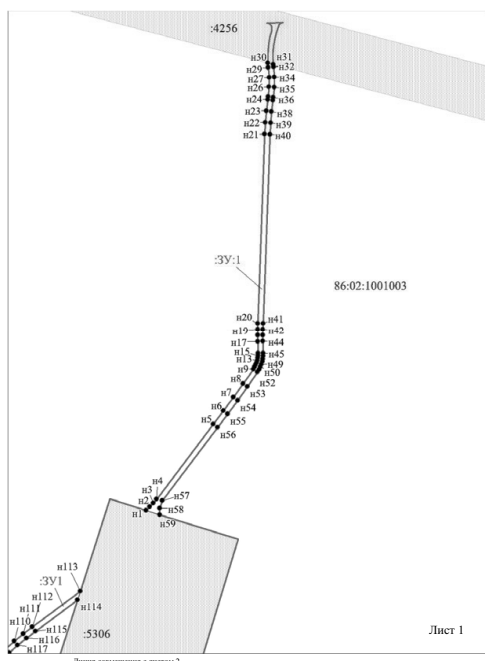 :4256
н30
н31
н29
н32
н27
н34
н26
н35
н24
н36
н23
н38
н22
н39
н21
н40
:ЗУ:1
86:02:1001003
н20
н41
н19
н42
н17
н44
н15
н45
н13
н49
н9
н50
н8
н52
н7
н53
н6
н54
н5
н55
н56
н4
н3
н57
н2
н58
н1
н59
н113
:ЗУ1
н112
н114
н111
н110
н115
:5306
н116
н117
Лист 1